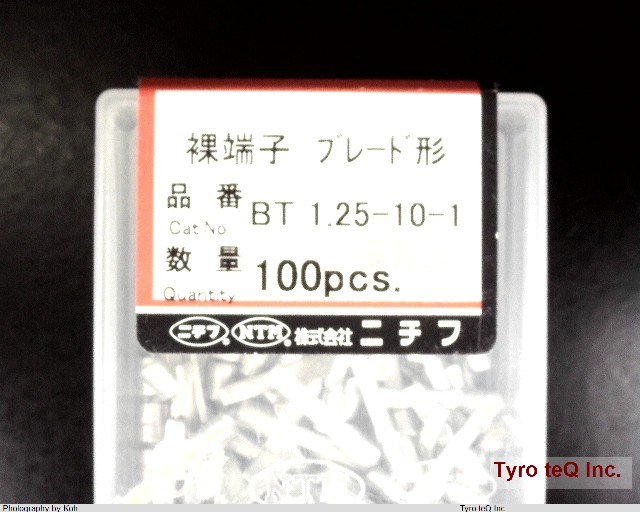 裸端子 ブレード形
品番 BT 1.25-10-1
Cat No
数量 100pcs.
Quantity
ニチフ® NTM® 株式会社 ニチフ
NTM
Tyro teQ Inc.
Photography by Koh
Tyro teQ Inc